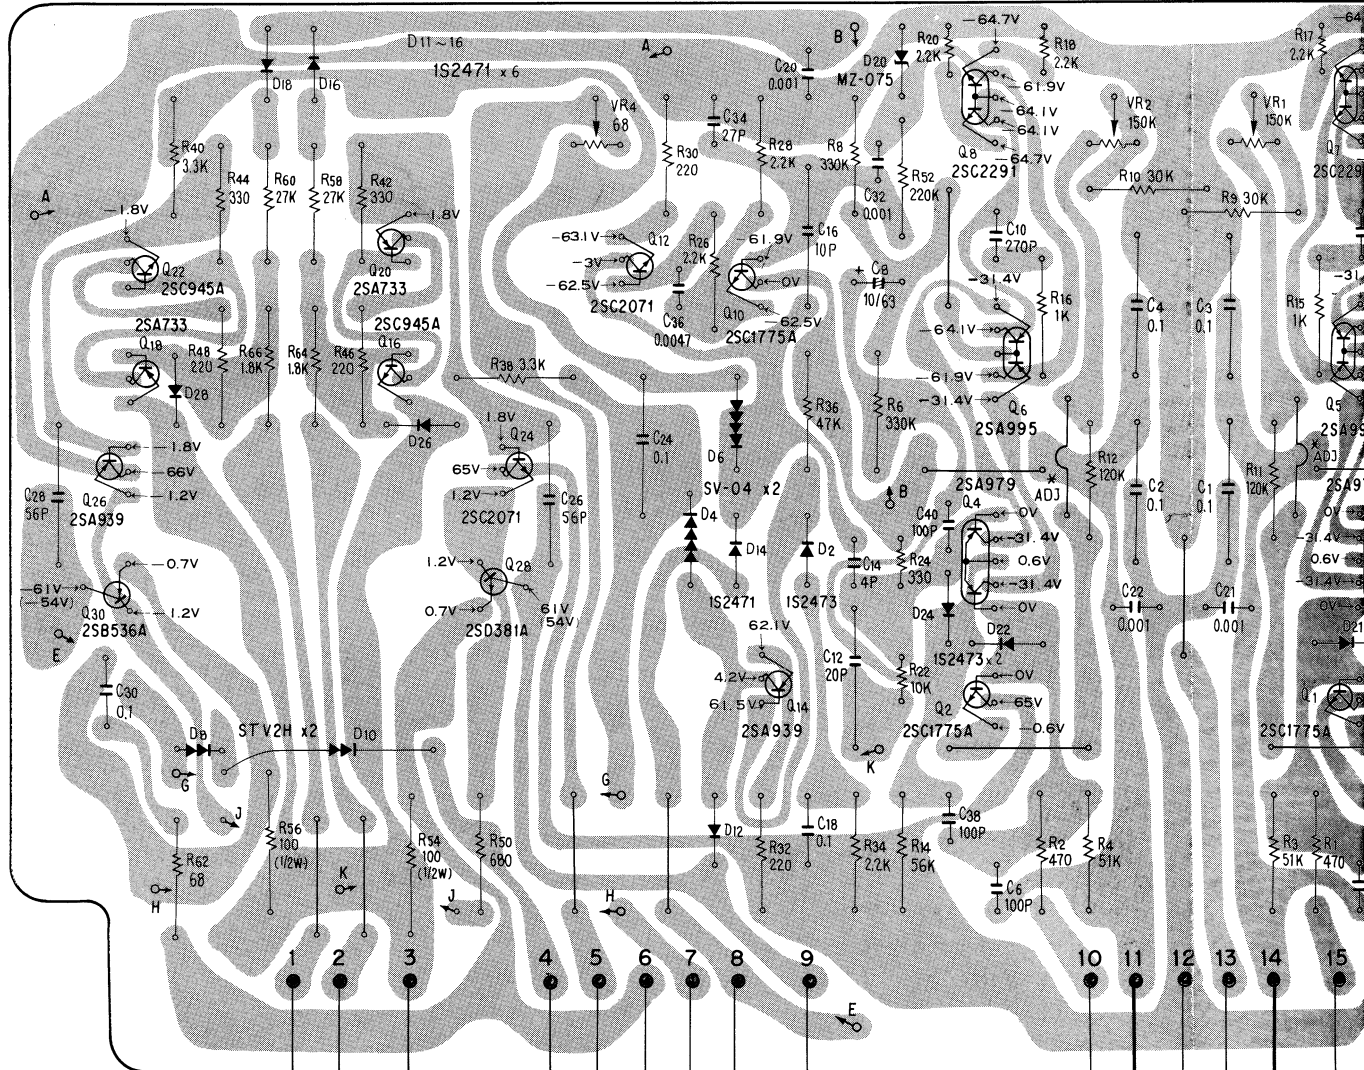 D11~16
1S2471 x 6
D18
D16
A
B
C20
0.001
D20
MZ-075
R20
2.2K
-64.7V
R18
2.2K
R17
2.2K
-61.9V
-64.1V
-64.1V
-64.7V
Q8
2SC2291
VR4
68
C34
27P
VR2
150K
VR1
150K
Q7
2SC229
R40
3.3K
R44
330
R60
27K
R58
27K
R42
330
R30
220
R28
2.2K
R8
330K
C32
0.001
R52
220K
R10 30K
R9 30K
A
-1.8V
-1.8V
Q22
2SC945A
Q20
2SA733
-63.1V
-3V
-62.5V
Q12
2SC2071
R26
2.2K
C36
0.0047
-61.9V
0V
-62.5V
Q10
2SC1775A
C16
10P
C8
+
10/63
C10
270P
-31.4V
R16
1K
C4
0.1
C3
0.1
R15
1K
2SA733
Q18
2SC945A
Q16
R48
220
R66
1.8K
R64
1.8K
R46
220
D28
D26
R38 3.3K
-64.1V
-61.9V
-31.4V
Q6
2SA995
Q5
2SA99
C24
0.1
D6
R36
47K
R6
330K
-1.8V
66V
-1.2V
Q26
2SA939
C28
56P
1.8V
Q24
65V
1.2V
2SC2071
C26
56P
SV-04 x2
B
2SA979
*
ADJ
R12
120K
C2
0.1
C1
0.1
R11
120K
*
ADJ
2SA97
D4
D14
D2
C40
100P
Q4
0V
-31.4V
0.6V
-31.4V
0V
0V
-31.4V
0.6V
-31.4V
0V
-0.7V
-61V
(-54V)
Q30
2SB536A
-1.2V
E
1.2V
0.7V
Q28
61V
(54V)
2SD381A
1S2471
1S2473
C14
4P
R24
330
D24
D22
1S2473x2
C22
0.001
C21
0.001
D21
62.1V
4.2V
61.5V
Q14
2SA939
C12
20P
R22
10K
0V
65V
-0.6V
Q2
2SC1775A
Q1
2SC1775A
C30
0.1
D8
STV2H x2
D10
G
J
K
G
R56
100
(1/2W)
R54
100
(1/2W)
R50
680
D12
R32
220
C18
0.1
R34
2.2K
R14
56K
C38
100P
R2
470
R4
51K
R3
51K
R1
470
R62
68
K
H
J
H
C6
100P
1
2
3
4
5
6
7
8
9
10
11
12
13
14
15
E